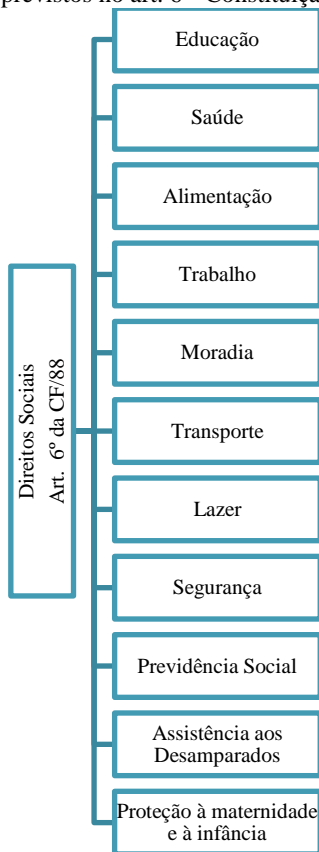 previstos no art. 6º Constituiçã
Educação
Saúde
Alimentação
Trabalho
Moradia
Direitos Sociais
Art. 6º da CF/88
Transporte
Lazer
Segurança
Previdência Social
Assistência aos
Desamparados
Proteção à maternidade
e à infância